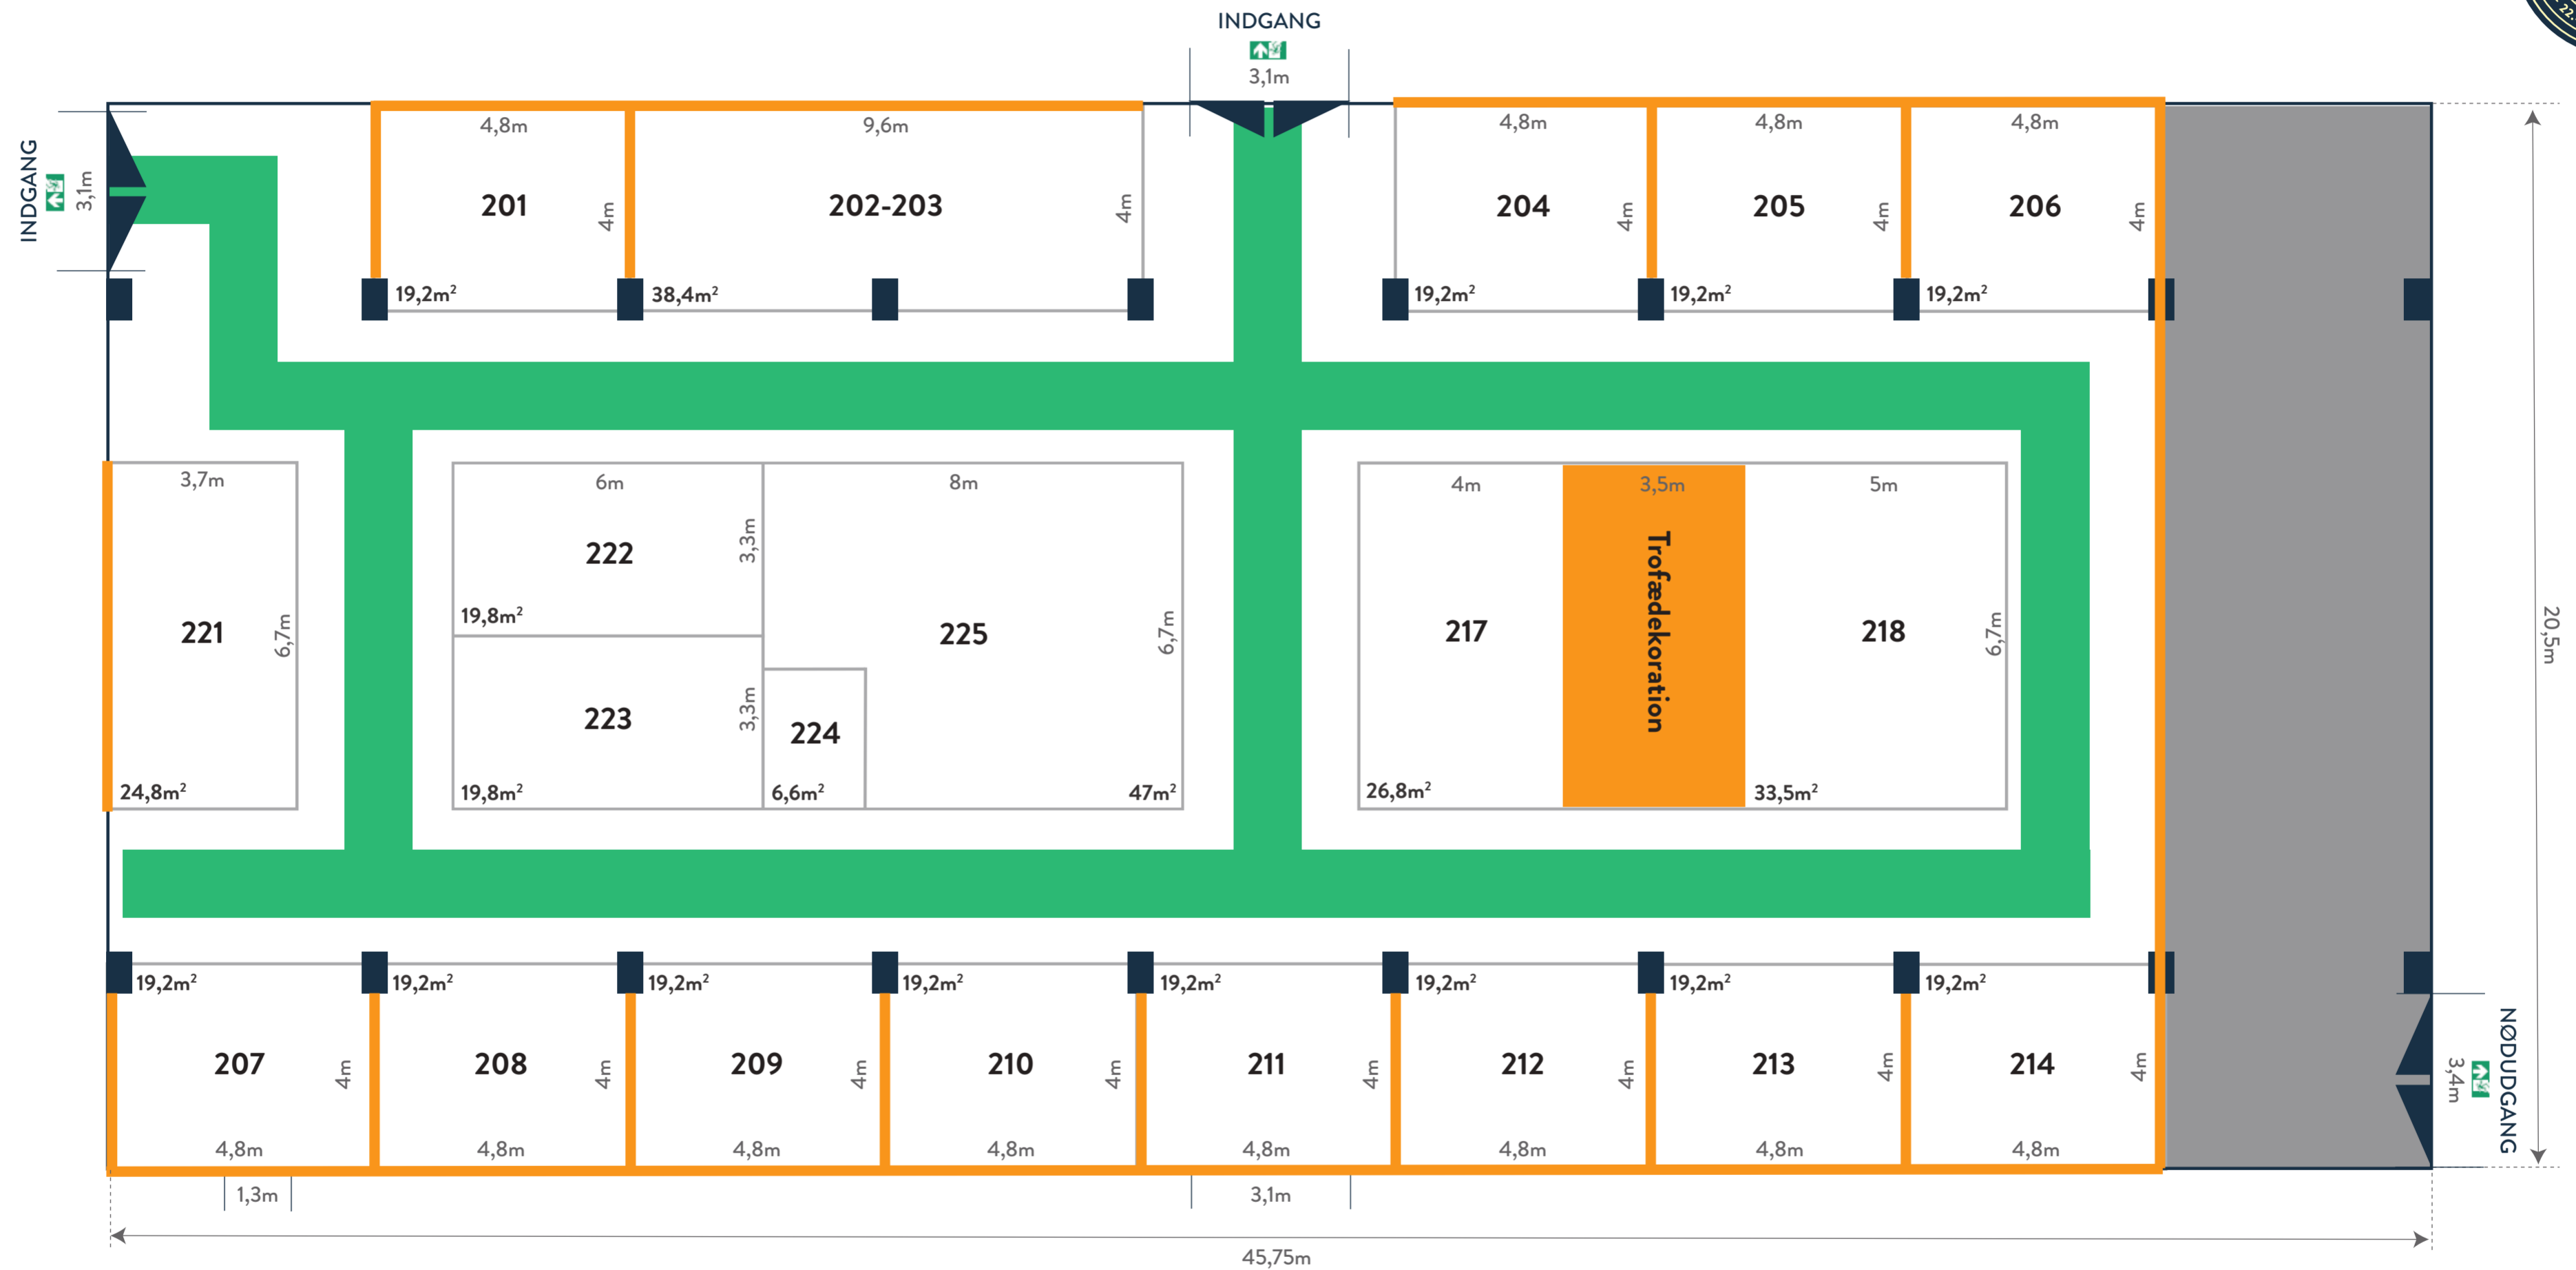 INDGANG
3,1m
22.
INDGANG
3,1m
4,8m
9,6m
4,8m
4,8m
4,8m
201
4m
202-203
4m
204
4m
205
4m
206
4m
19,2m²
38,4m²
19,2m²
19,2m²
19,2m²
3,7m
6m
8m
4m
3,5m
5m
222
3,3m
19,8m²
221
6,7m
225
6,7m
217
Trofædekoration
218
6,7m
20,5m
223
3,3m
224
24,8m²
19,8m²
6,6m²
47m²
26,8m²
33,5m²
19,2m²
19,2m²
19,2m²
19,2m²
19,2m²
19,2m²
19,2m²
19,2m²
207
4m
208
4m
209
4m
210
4m
211
4m
212
4m
213
4m
214
4m
3,4m
NØDUDGANG
4,8m
4,8m
4,8m
4,8m
4,8m
4,8m
4,8m
4,8m
1,3m
3,1m
45,75m